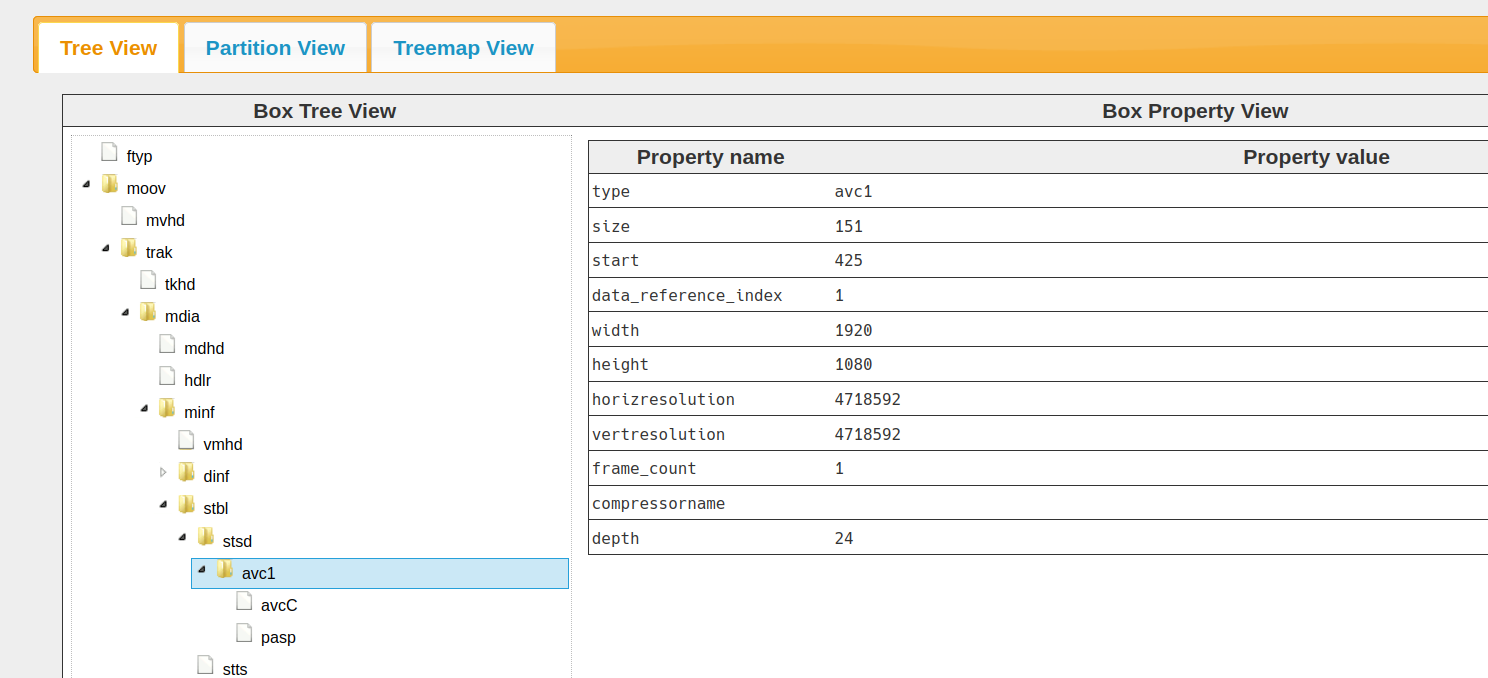 Tree View Partition View Treemap View
Box Tree View
ftyp
moov
mvhd
trak
tkhd
mdia
mdhd
hdlr
minf
vmhd
dinf
stbl
stsd
avc1
avcC
pasp
stts
Box Property View
Property name Property value
type avc1
size 151
start 425
data_reference_index 1
width 1920
height 1080
horizresolution 4718592
vertresolution 4718592
frame_count 1
compressorname
depth 24